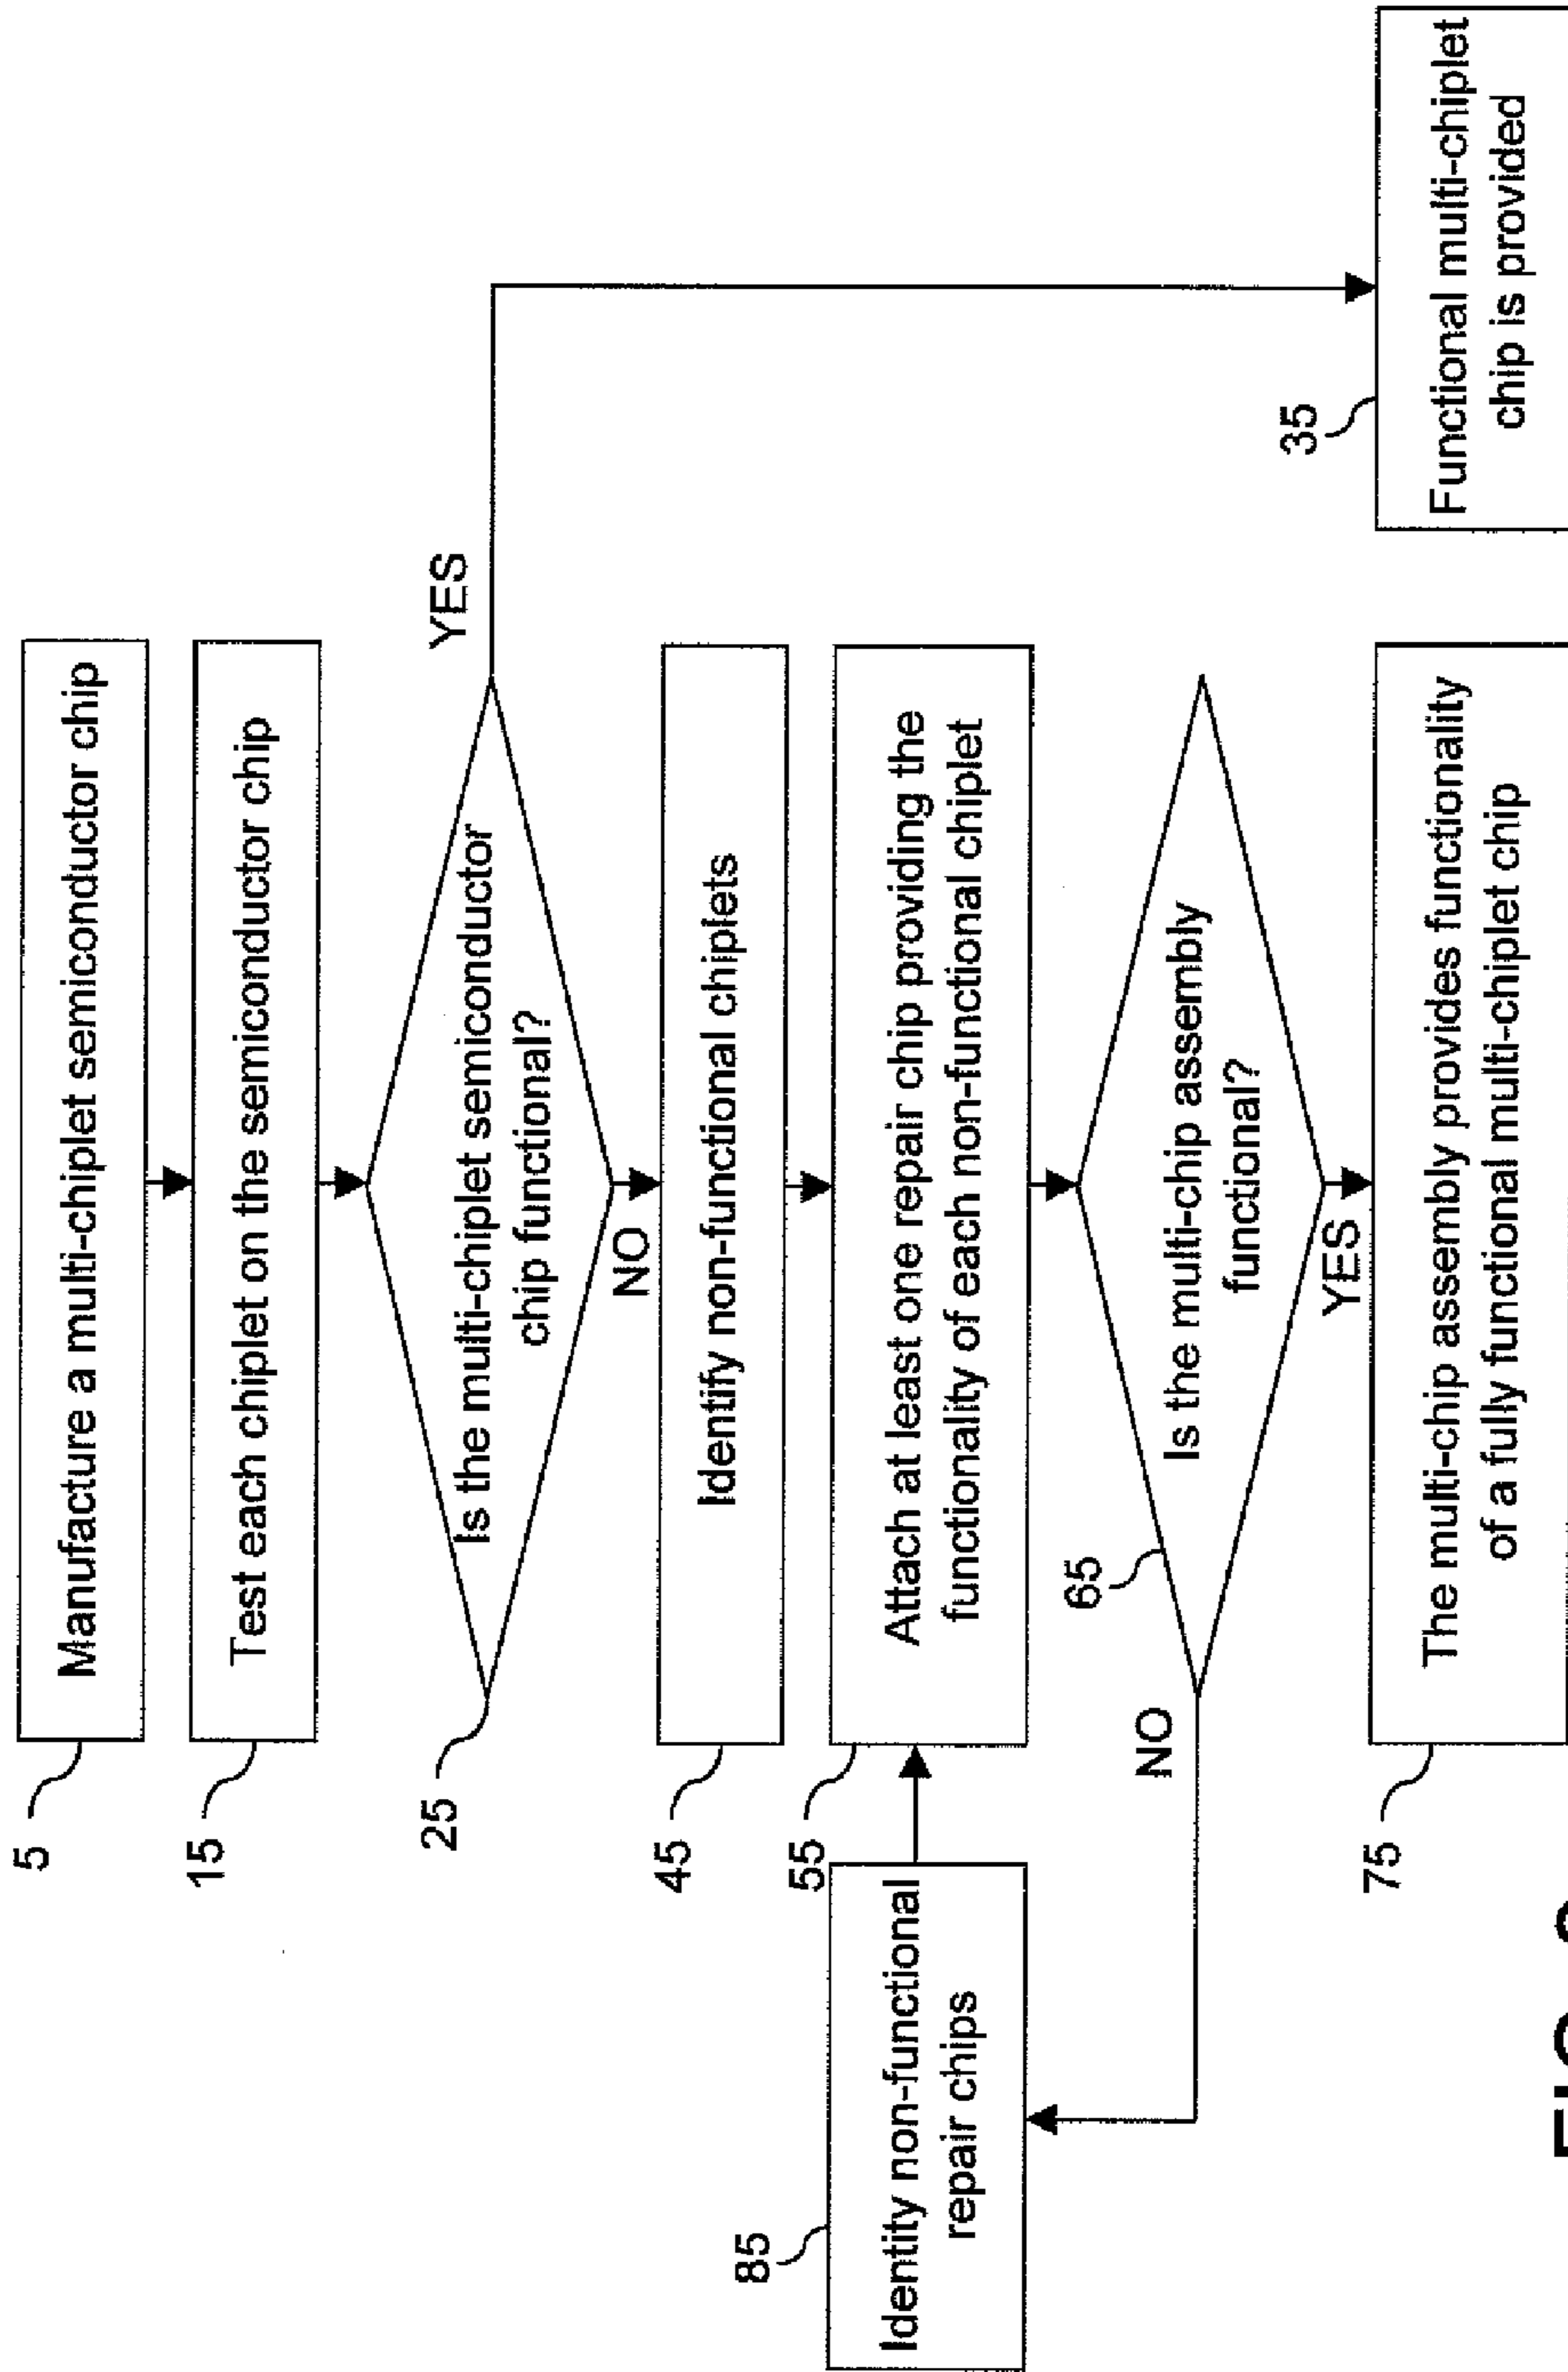 5
Manufacture a multi-chiplet semiconductor chip
15
Test each chiplet on the semiconductor chip
25
Is the multi-chiplet semiconductor
chip functional?
YES
NO
45
Identify non-functional chiplets
85
Identity non-functional
repair chips
55
Attach at least one repair chip providing the
functionality of each non-functional chiplet
65
Is the multi-chip assembly
functional?
NO
YES
75
The multi-chip assembly provides functionality
of a fully functional multi-chiplet chip
35
Functional multi-chiplet
chip is provided